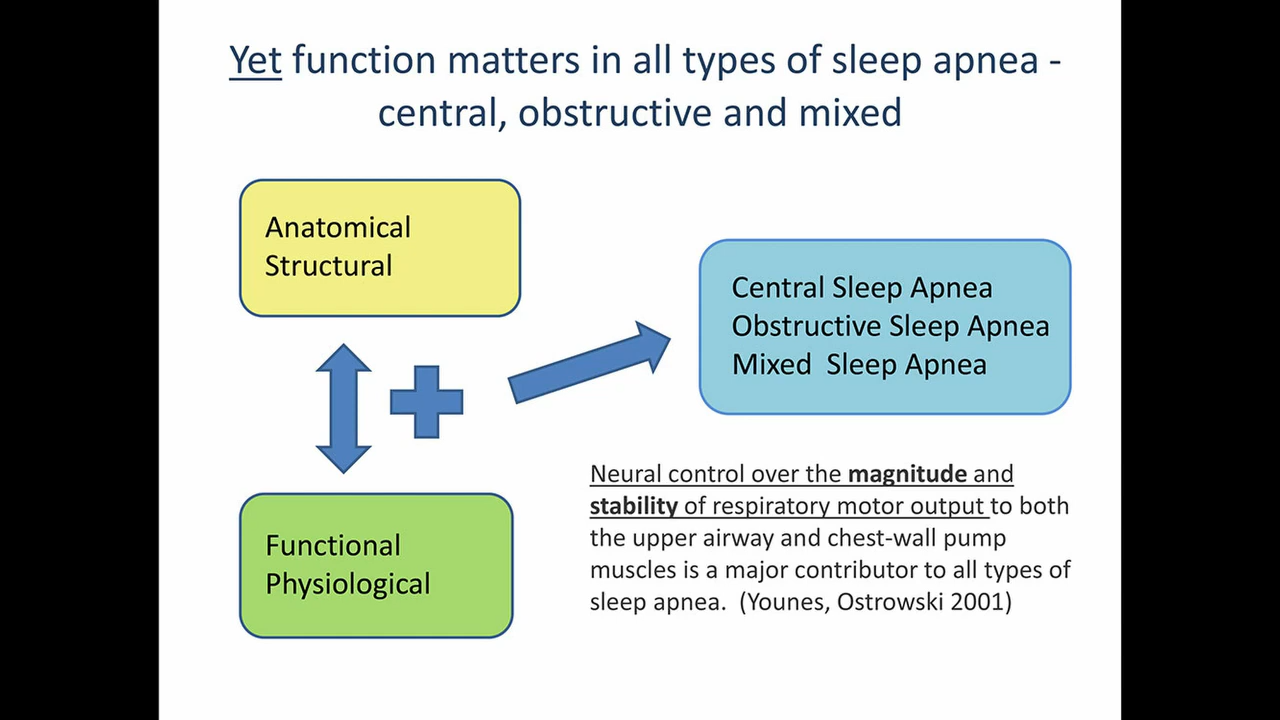 Yet function matters in all types of sleep apnea -
central, obstructive and mixed
Anatomical
Structural
Central Sleep Apnea
Obstructive Sleep Apnea
Mixed  Sleep Apnea
Functional
Physiological
Neural control over the magnitude and
stability of respiratory motor output to both
the upper airway and chest-wall pump
muscles is a major contributor to all types of
sleep apnea.  (Younes, Ostrowski 2001)